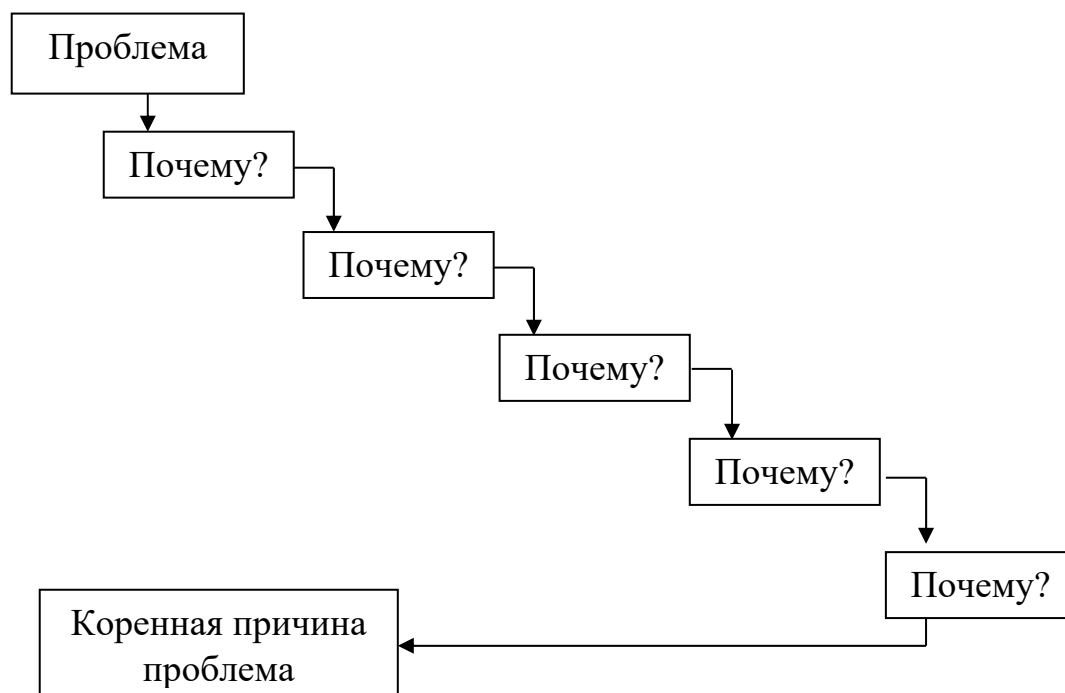 Проблема
Почему?
Почему?
Почему?
Почему?
Почему?
Коренная причина
проблема